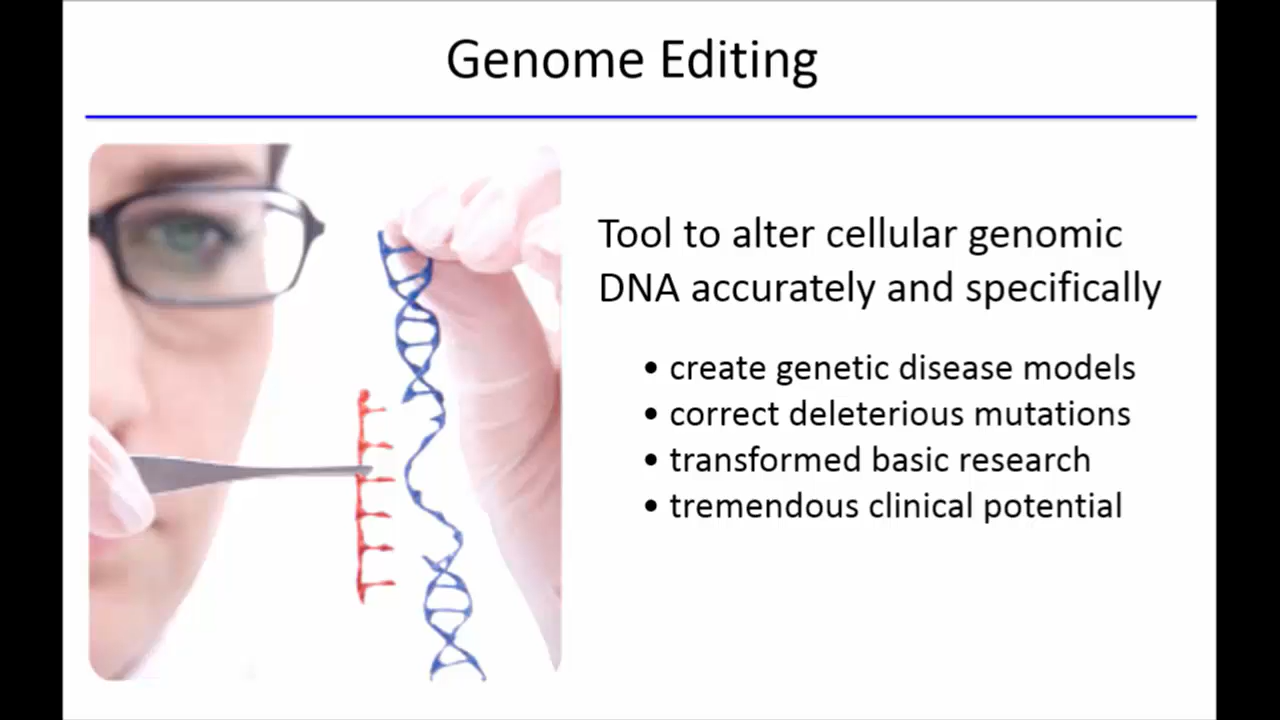 Genome Editing
Tool to alter cellular genomic
DNA accurately and specifically
• create genetic disease models
• correct deleterious mutations
• transformed basic research
• tremendous clinical potential